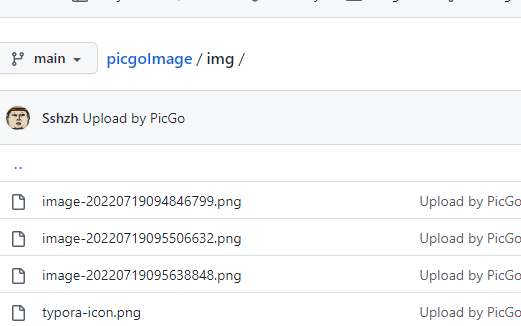 main
picgoImage / img /
Sshzh Upload by PicGo
..
image-20220719094846799.png Upload by PicGo
image-20220719095506632.png Upload by PicGo
image-20220719095638848.png Upload by PicGo
typora-icon.png Upload by PicGo